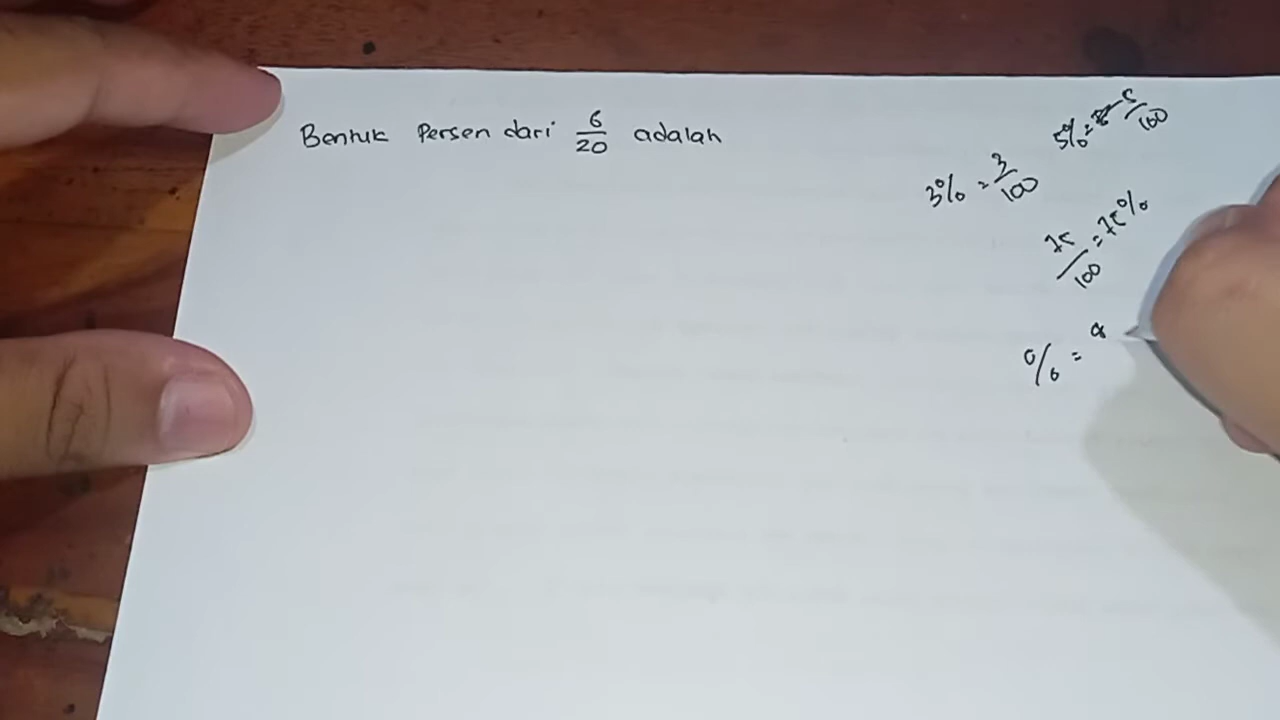 Bentuk Persen dari 6/20 adalah
5% = 5/100
3% = 3/100
75/100 = 75%
% =